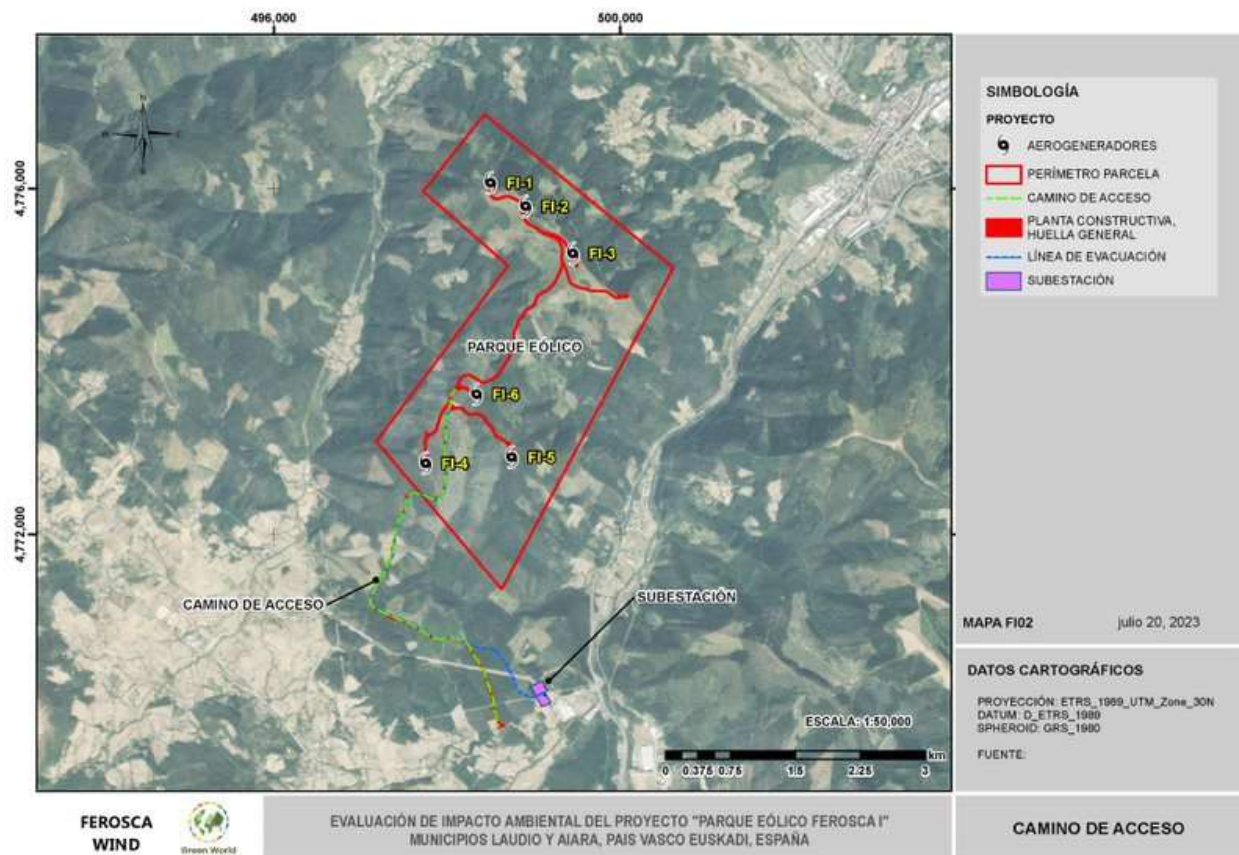 496,000
500,000
4,776,000
4,772,000
N
FI-1
FI-2
FI-3
PARQUE EÓLICO
FI-6
FI-4
FI-5
CAMINO DE ACCESO
SUBESTACIÓN
ESCALA: 1:50,000
km
0 0.375 0.75 1.5 2.25 3
SIMBOLOGÍA
PROYECTO
AEROGENERADORES
PERÍMETRO PARCELA
CAMINO DE ACCESO
PLANTA CONSTRUCTIVA,
HUELLA GENERAL
LÍNEA DE EVACUACIÓN
SUBESTACIÓN
MAPA FI02 julio 20, 2023
DATOS CARTOGRÁFICOS
PROYECCIÓN: ETRS_1989_UTM_Zone_30N
DATUM: D_ETRS_1989
SPHEROID: GRS_1980
FUENTE:
FEROSCA
WIND
Green World
EVALUACIÓN DE IMPACTO AMBIENTAL DEL PROYECTO "PARQUE EÓLICO FEROSCA I"
MUNICIPIOS LAUDIO Y AIARA, PAIS VASCO EUSKADI, ESPAÑA
CAMINO DE ACCESO